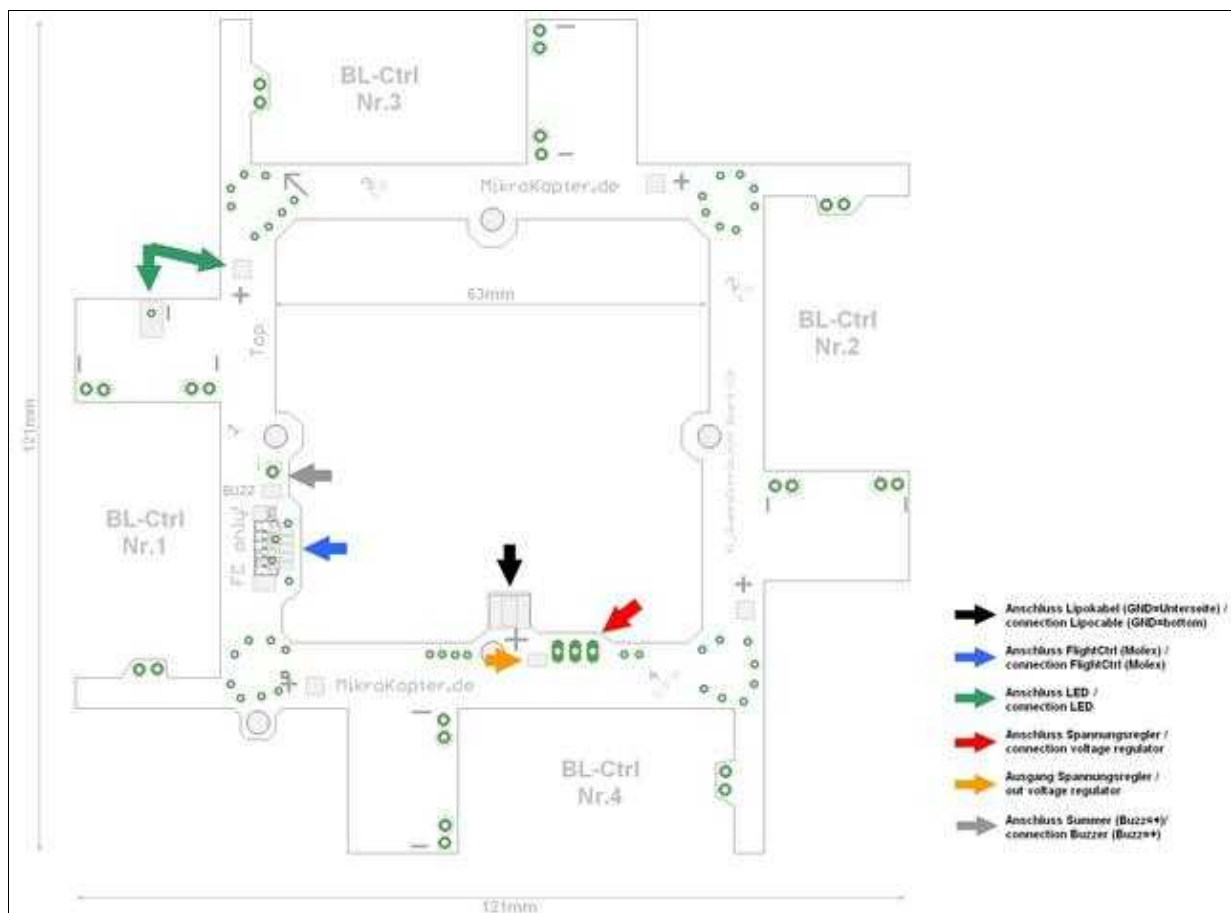 BL-Ctrl
Nr.3
MikroKopter.de
63mm
Top
BL-Ctrl
Nr.2
121mm
BUZZ
BL-Ctrl
Nr.1
FC only!
MikroKopter.de
BL-Ctrl
Nr.4
121mm
Anschluss Lipokabel (GND=Unterseite) /
connection Lipocable (GND=bottom)
Anschluss FlightCtrl (Molex) /
connection FlightCtrl (Molex)
Anschluss LED /
connection LED
Anschluss Spannungsregler /
connection voltage regulator
Ausgang Spannungsregler /
out voltage regulator
Anschluss Summer (Buzz=+)/
connection Buzzer (Buzz=+)